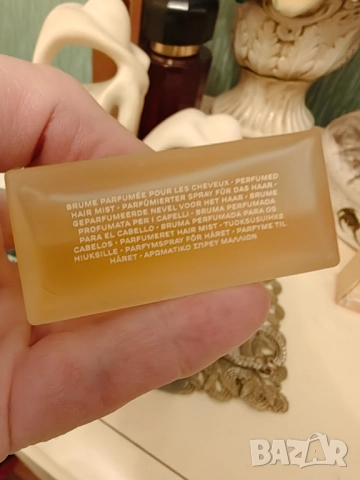 BRUME PARFUMÉE POUR LES CHEVEUX • PERFUMED
HAIR MIST • PARFÜMIERTER SPRAY FÜR DAS HAAR •
GEPARFUMEERDE NEVEL VOOR HET HAAR • BRUMA
PROFUMATA PER I CAPELLI • BRUMA PERFUMADA
PARA EL CABELLO • BRUMA PERFUMADA PARA OS
CABELOS • PARFUMERET HAIR MIST • TUOKSUSUIHKE
HIUKSILLE • PARFYMSPRAY FÖR HÅRET • PARFYME TIL
HÅRET • ΑΡΩΜΑΤΙΚΟ ΣΠΡΕΥ ΜΑΛΛΙΩΝ
BAZAR